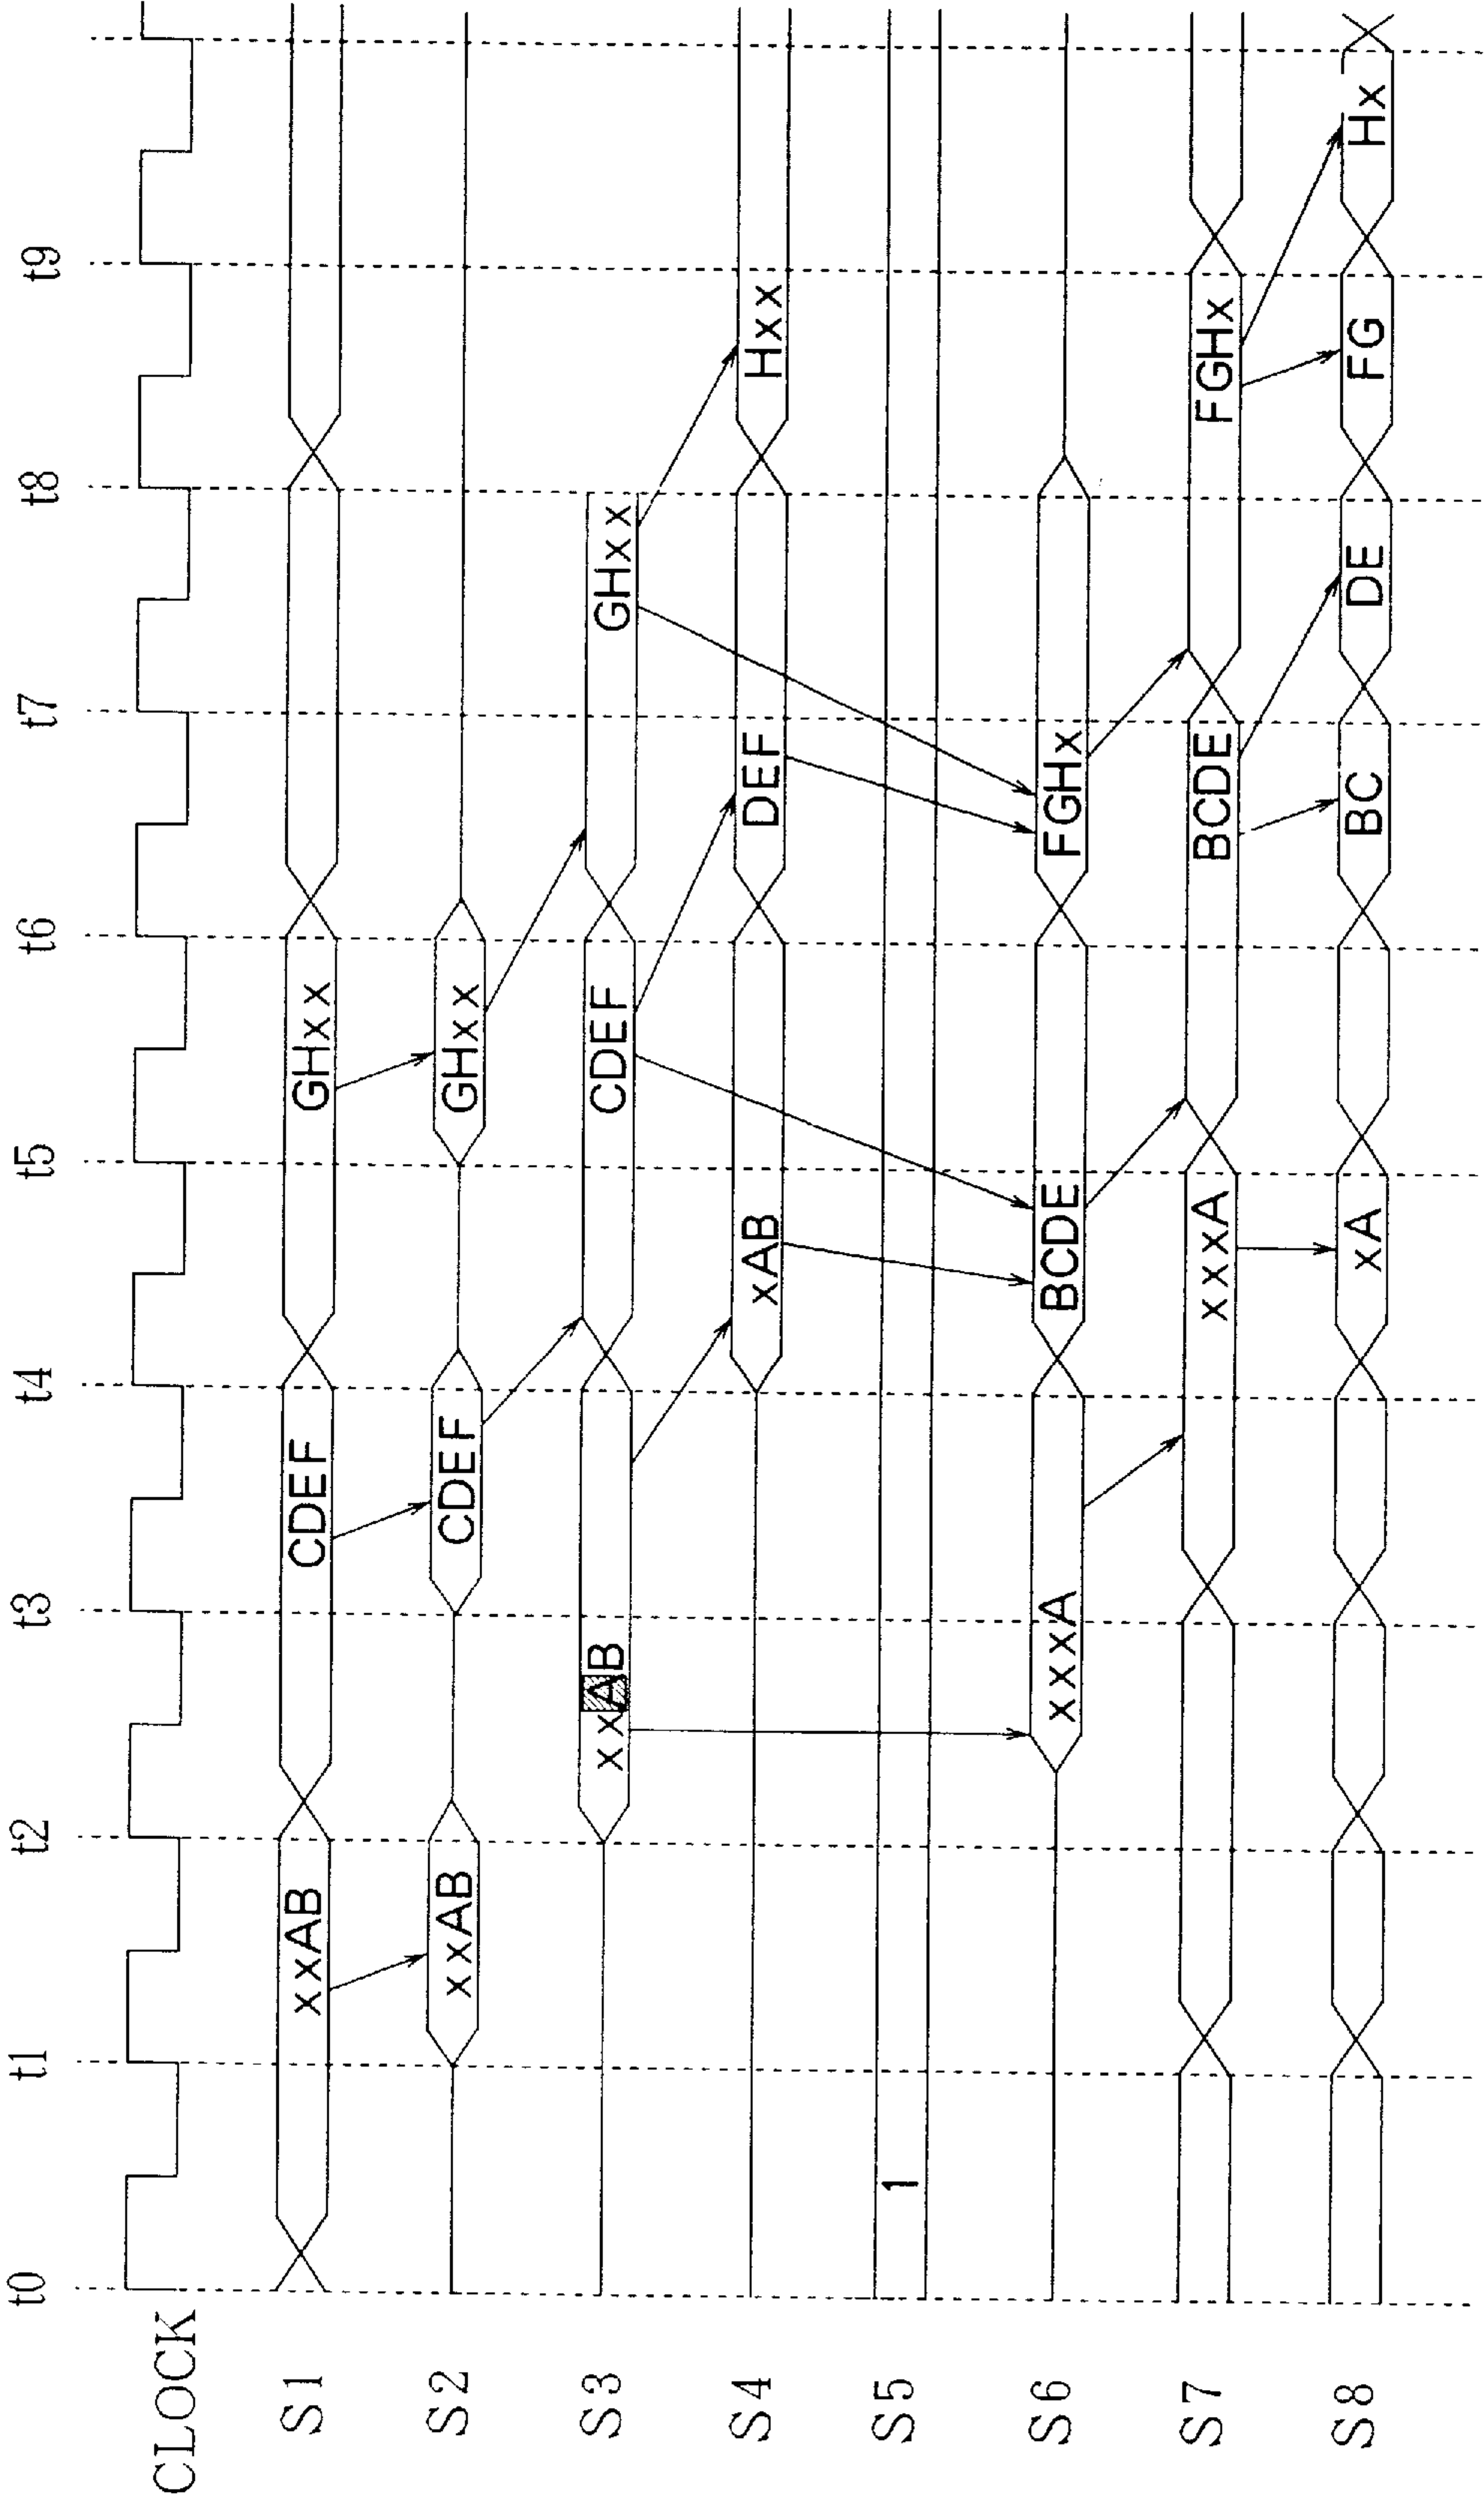 t0 t1 t2 t3 t4 t5 t6 t7 t8 t9
CLOCK
S1 xxAB CDEF GHxx
S2 xxAB CDEF GHxx
S3 xxAB CDEF GHxx
S4 xAB DEF Hxx
S5 1
S6 xxxA BCDE FGHx
S7 xxxA BCDE FGHx
S8 xA BC DE FG Hx